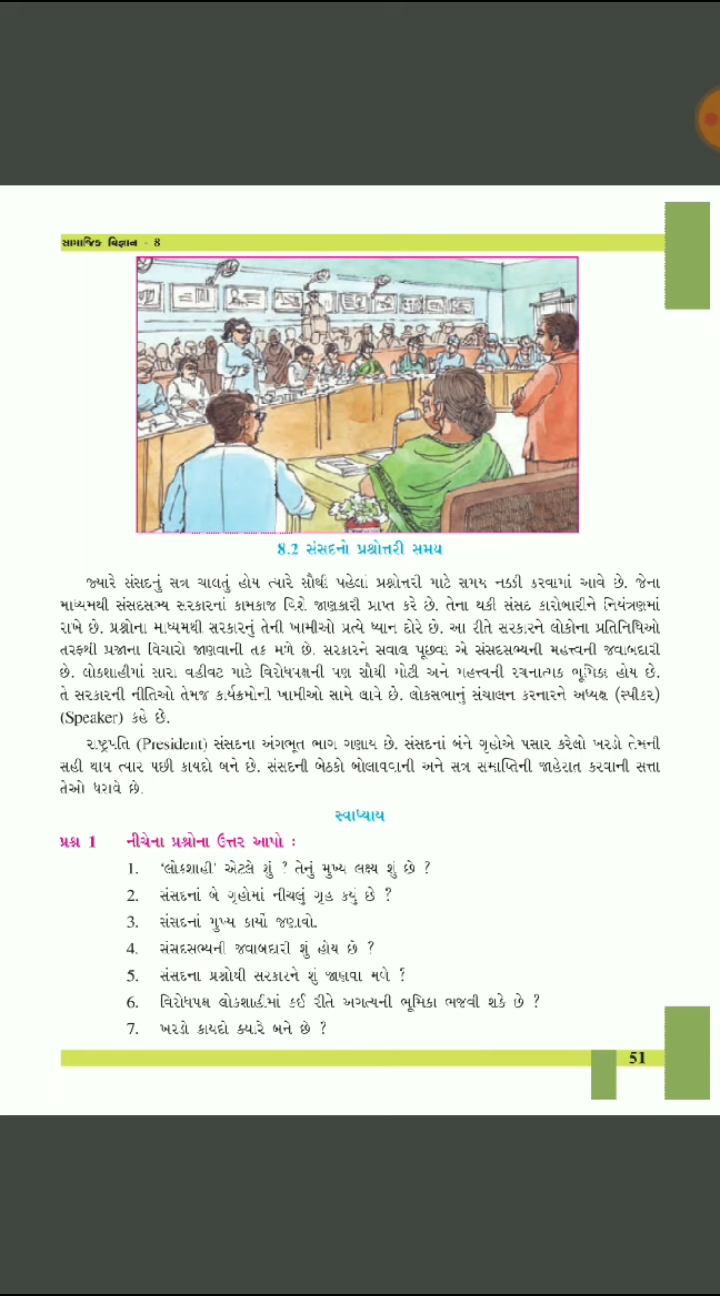 સામાજિક વિજ્ઞાન - 8
8.2 સંસદનો પ્રશ્નોત્તરી સમય
જ્યારે સંસદનું સત્ર ચાલતું હોય ત્યારે સૌથી પહેલાં પ્રશ્નોત્તરી માટે સમય નક્કી કરવામાં આવે છે. જેના
માધ્યમથી સંસદસભ્ય સરકારનાં કામકાજ વિશે જાણકારી પ્રાપ્ત કરે છે. તેના થકી સંસદ કારોબારીને નિયંત્રણમાં
રાખે છે. પ્રશ્નોના માધ્યમથી સરકારનું તેની ખામીઓ પ્રત્યે ધ્યાન દોરે છે. આ રીતે સરકારને લોકોના પ્રતિનિધિઓ
તરફથી પ્રજાના વિચારો જાણવાની તક મળે છે. સરકારને સવાલ પૂછવા એ સંસદસભ્યની મહત્ત્વની જવાબદારી
છે. લોકશાહીમાં સારા વહીવટ માટે વિરોધપક્ષની પણ સૌથી મોટી અને મહત્ત્વની રચનાત્મક ભૂમિકા હોય છે.
તે સરકારની નીતિઓ તેમજ કાર્યક્રમોની ખામીઓ સામે લાવે છે. લોકસભાનું સંચાલન કરનારને અધ્યક્ષ (સ્પીકર)
(Speaker) કહે છે.
રાષ્ટ્રપતિ (President) સંસદના અંગભૂત ભાગ ગણાય છે. સંસદનાં બંને ગૃહોએ પસાર કરેલો ખરડો તેમની
સહી થાય ત્યાર પછી કાયદો બને છે. સંસદની બેઠકો બોલાવવાની અને સત્ર સમાપ્તિની જાહેરાત કરવાની સત્તા
તેઓ ધરાવે છે.
સ્વાધ્યાય
પ્રશ્ન 1 નીચેના પ્રશ્નોના ઉત્તર આપો :
1. ‘લોકશાહી’ એટલે શું ? તેનું મુખ્ય લક્ષ્ય શું છે ?
2. સંસદનાં બે ગૃહોમાં નીચલું ગૃહ કયું છે ?
3. સંસદનાં મુખ્ય કાર્યો જણાવો.
4. સંસદસભ્યની જવાબદારી શું હોય છે ?
5. સંસદના પ્રશ્નોથી સરકારને શું જાણવા મળે ?
6. વિરોધપક્ષ લોકશાહીમાં કઈ રીતે અગત્યની ભૂમિકા ભજવી શકે છે ?
7. ખરડો કાયદો ક્યારે બને છે ?
51